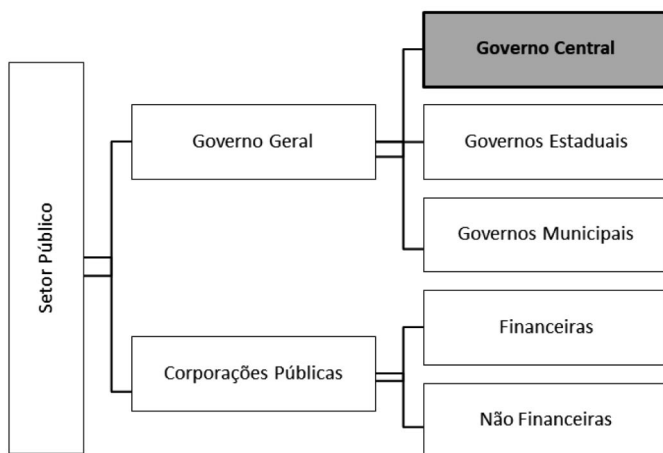 Setor Público
Governo Geral
Governo Central
Governos Estaduais
Governos Municipais
Corporações Públicas
Financeiras
Não Financeiras